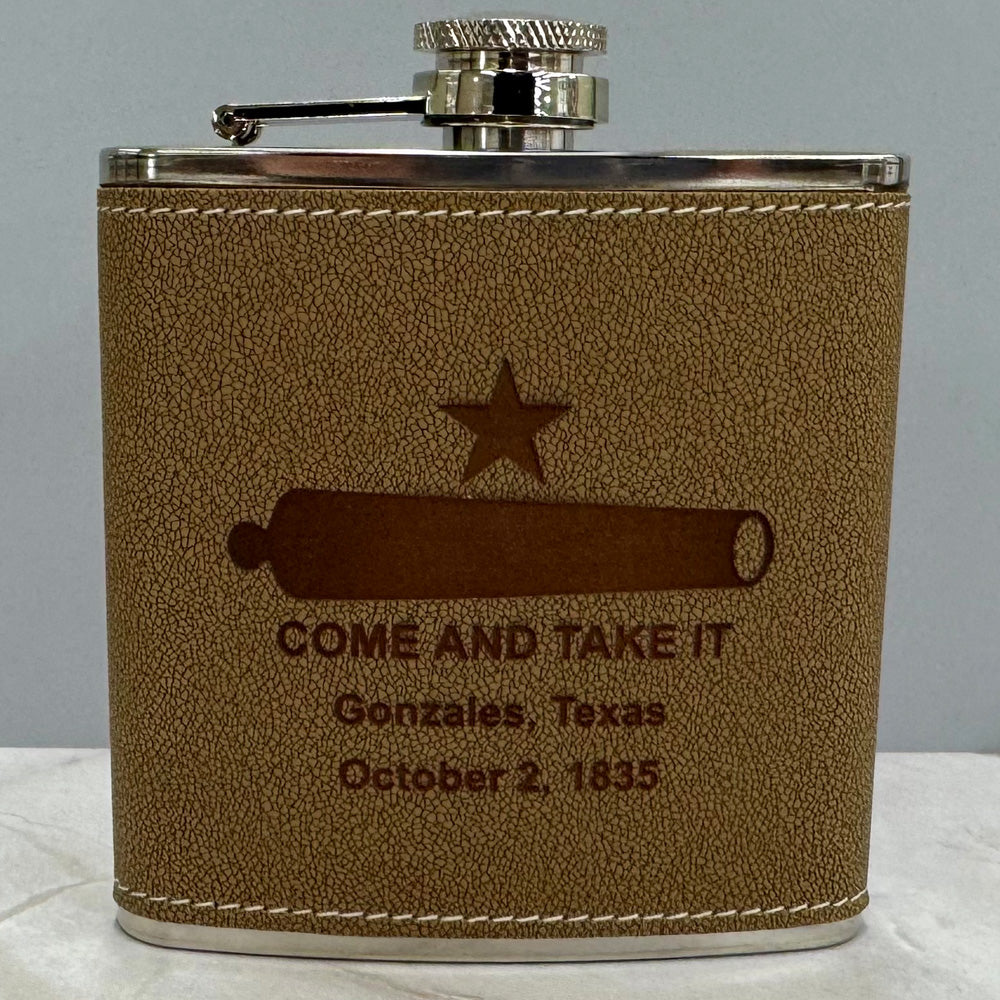 COME AND TAKE IT
Gonzales, Texas
October 2, 1835